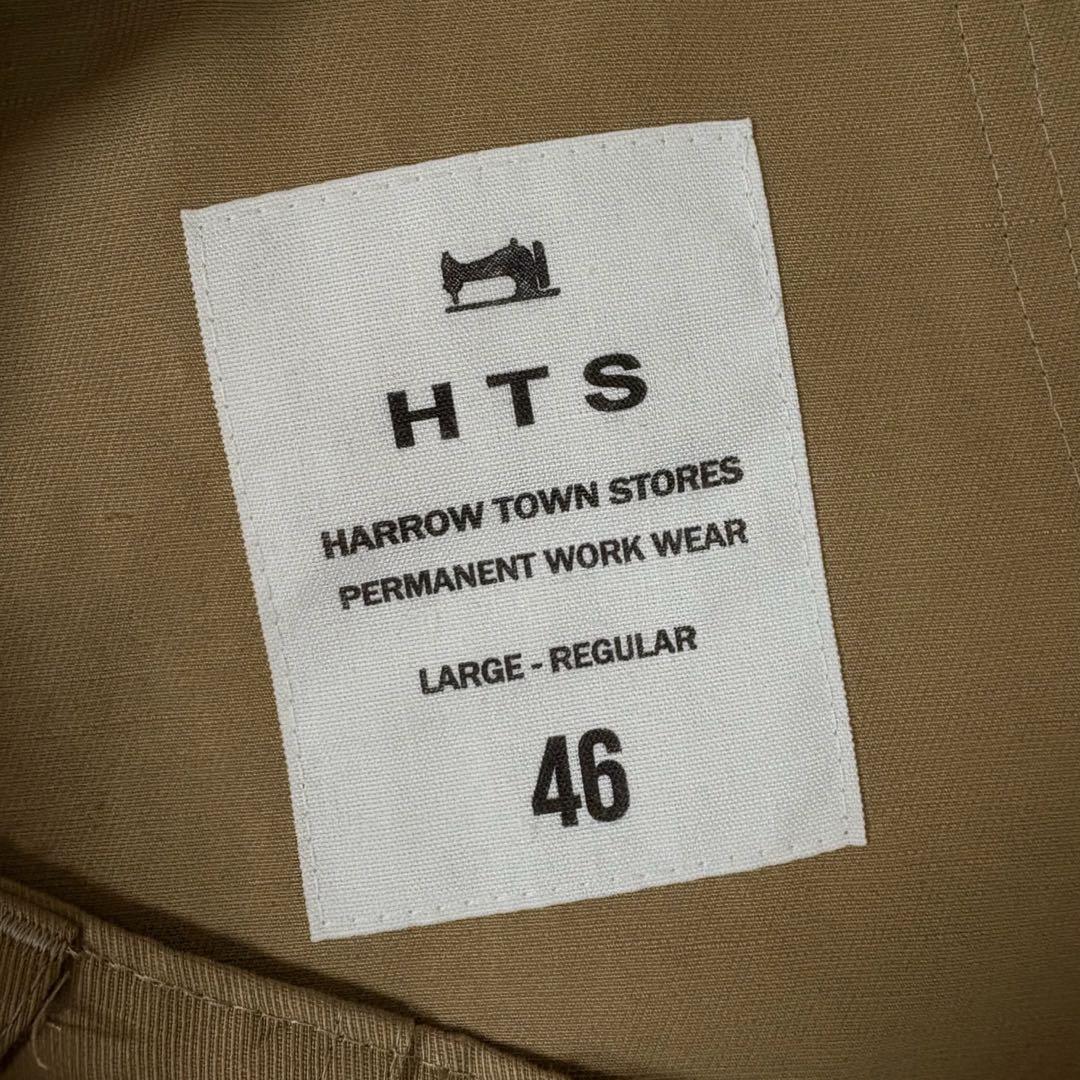 HTS
HARROW TOWN STORES
PERMANENT WORK WEAR
LARGE - REGULAR
46